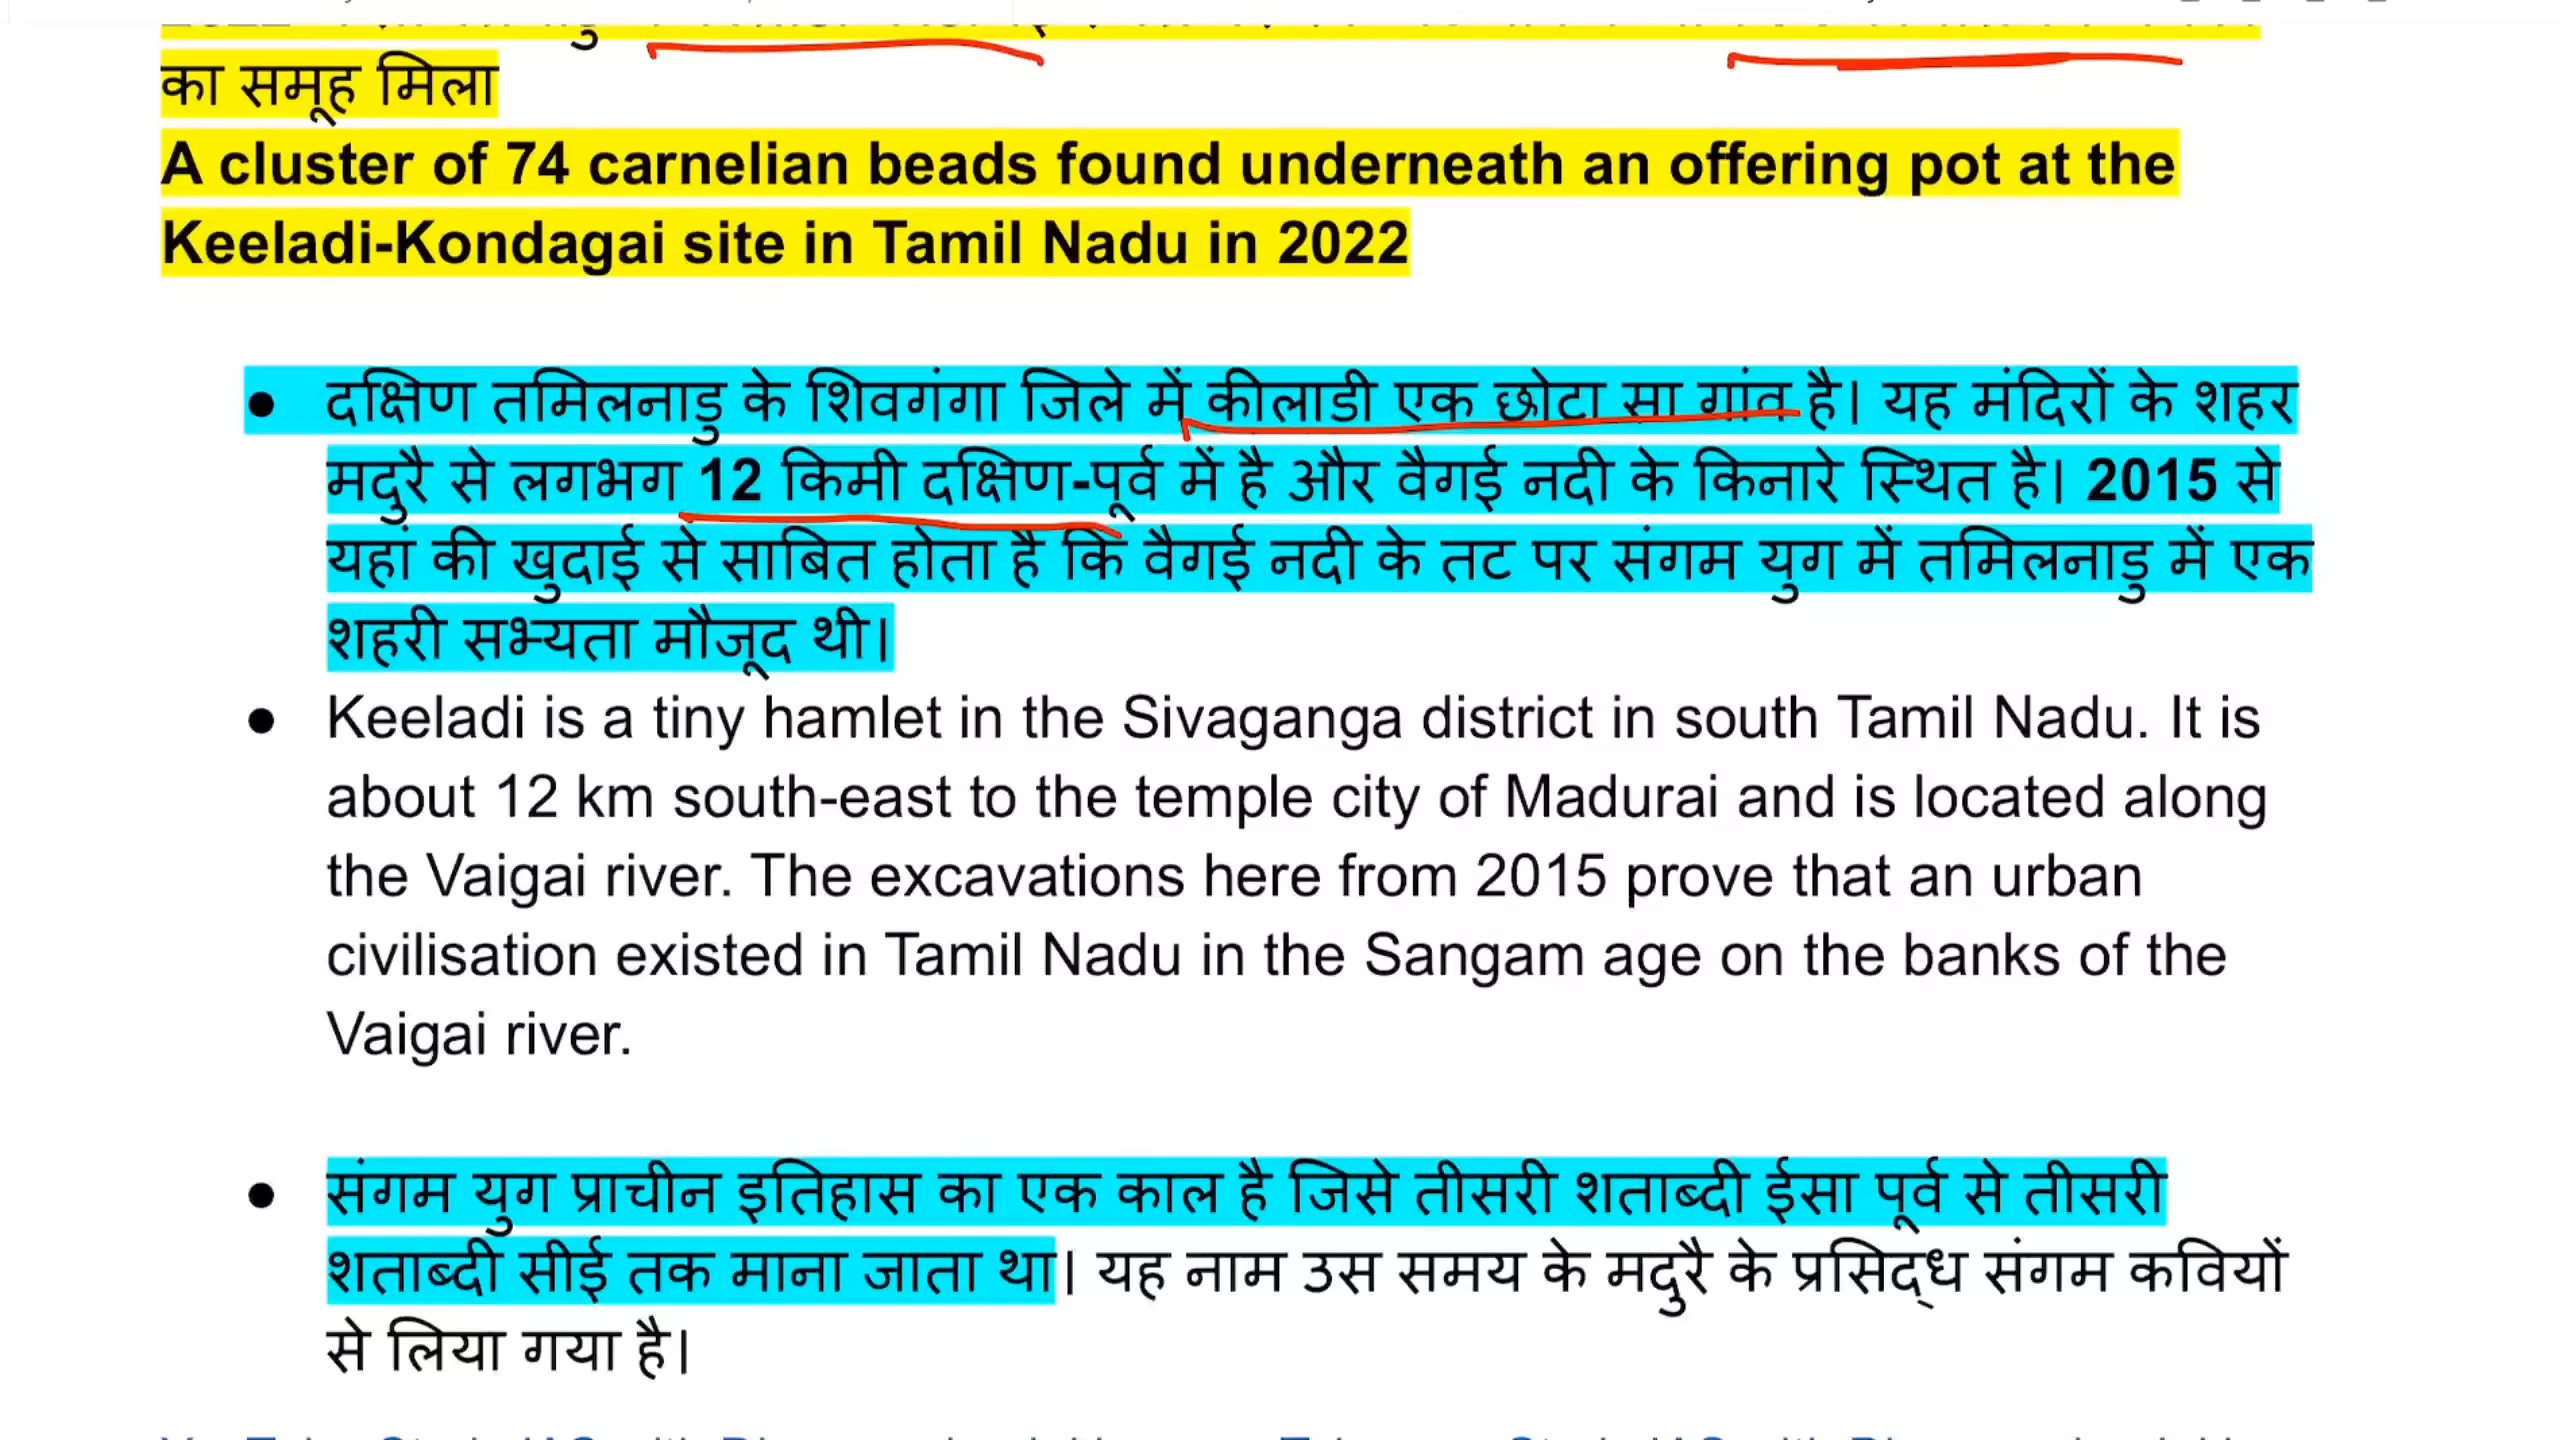 का समूह मिला
A cluster of 74 carnelian beads found underneath an offering pot at the
Keeladi-Kondagai site in Tamil Nadu in 2022
● दक्षिण तमिलनाडु के शिवगंगा जिले में कीलाडी एक छोटा सा गांव है। यह मंदिरों के शहर
मदुरै से लगभग 12 किमी दक्षिण-पूर्व में है और वैगई नदी के किनारे स्थित है। 2015 से
यहां की खुदाई से साबित होता है कि वैगई नदी के तट पर संगम युग में तमिलनाडु में एक
शहरी सभ्यता मौजूद थी।
● Keeladi is a tiny hamlet in the Sivaganga district in south Tamil Nadu. It is
about 12 km south-east to the temple city of Madurai and is located along
the Vaigai river. The excavations here from 2015 prove that an urban
civilisation existed in Tamil Nadu in the Sangam age on the banks of the
Vaigai river.
● संगम युग प्राचीन इतिहास का एक काल है जिसे तीसरी शताब्दी ईसा पूर्व से तीसरी
शताब्दी सीई तक माना जाता था। यह नाम उस समय के मदुरै के प्रसिद्ध संगम कवियों
से लिया गया है।